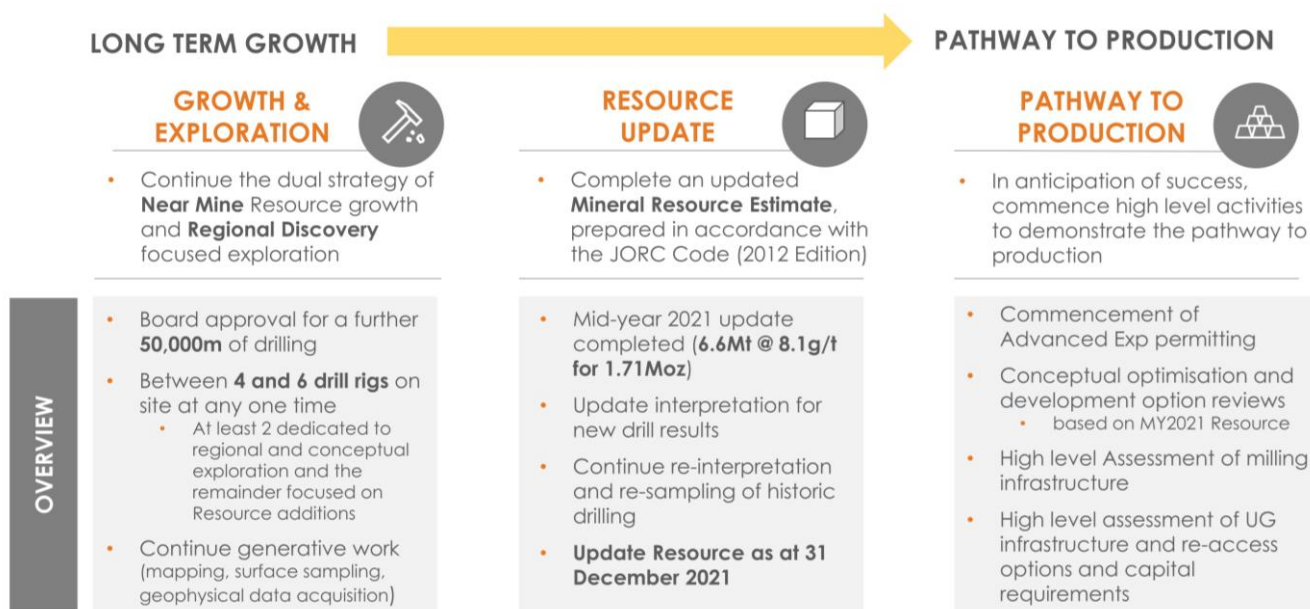 LONG TERM GROWTH
PATHWAY TO PRODUCTION
GROWTH &
EXPLORATION
• Continue the dual strategy of
Near Mine Resource growth
and Regional Discovery
focused exploration
RESOURCE
UPDATE
• Complete an updated
Mineral Resource Estimate,
prepared in accordance with
the JORC Code (2012 Edition)
PATHWAY TO
PRODUCTION
• In anticipation of success,
commence high level activities
to demonstrate the pathway to
production
OVERVIEW
• Board approval for a further
50,000m of drilling
• Between 4 and 6 drill rigs on
site at any one time
• At least 2 dedicated to
regional and conceptual
exploration and the
remainder focused on
Resource additions
• Continue generative work
(mapping, surface sampling,
geophysical data acquisition)
• Mid-year 2021 update
completed (6.6Mt @ 8.1g/t
for 1.71Moz)
• Update interpretation for
new drill results
• Continue re-interpretation
and re-sampling of historic
drilling
• Update Resource as at 31
December 2021
• Commencement of
Advanced Exp permitting
• Conceptual optimisation and
development option reviews
• based on MY2021 Resource
• High level Assessment of milling
infrastructure
• High level assessment of UG
infrastructure and re-access
options and capital
requirements